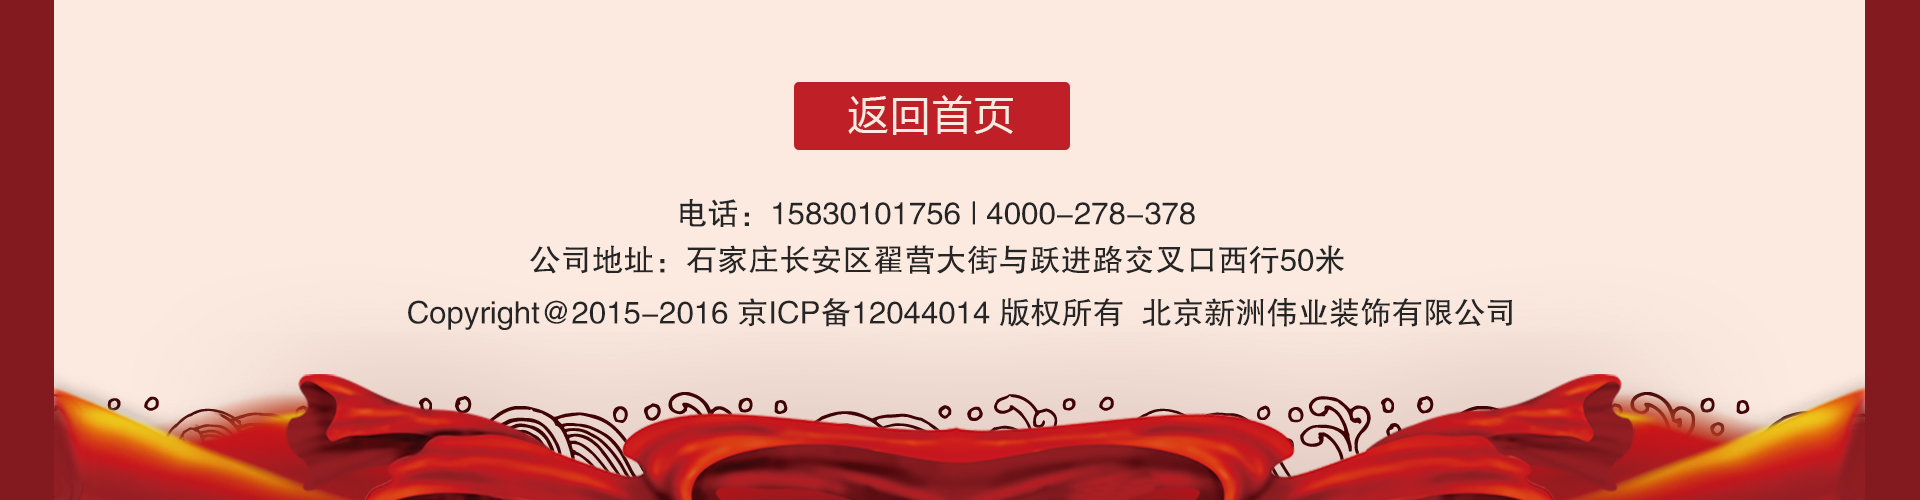 返回首页
电话：15830101756 | 4000-278-378
公司地址：石家庄长安区翟营大街与跃进路交叉口西行50米
Copyright@2015-2016 京ICP备12044014 版权所有 北京新洲伟业装饰有限公司